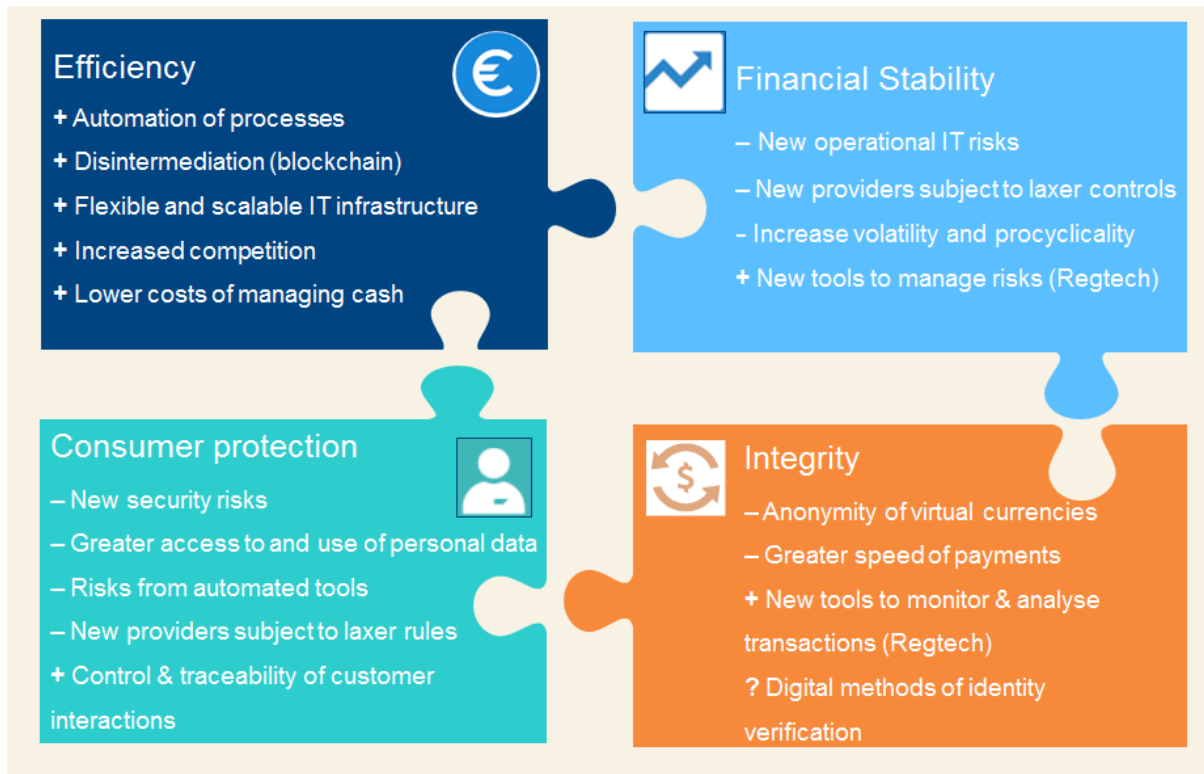 Efficiency
€
+ Automation of processes
+ Disintermediation (blockchain)
+ Flexible and scalable IT infrastructure
+ Increased competition
+ Lower costs of managing cash
Financial Stability
– New operational IT risks
– New providers subject to laxer controls
- Increase volatility and procyclicality
+ New tools to manage risks (Regtech)
Consumer protection
– New security risks
– Greater access to and use of personal data
– Risks from automated tools
– New providers subject to laxer rules
+ Control & traceability of customer
interactions
Integrity
$
– Anonymity of virtual currencies
– Greater speed of payments
+ New tools to monitor & analyse
transactions (Regtech)
? Digital methods of identity
verification